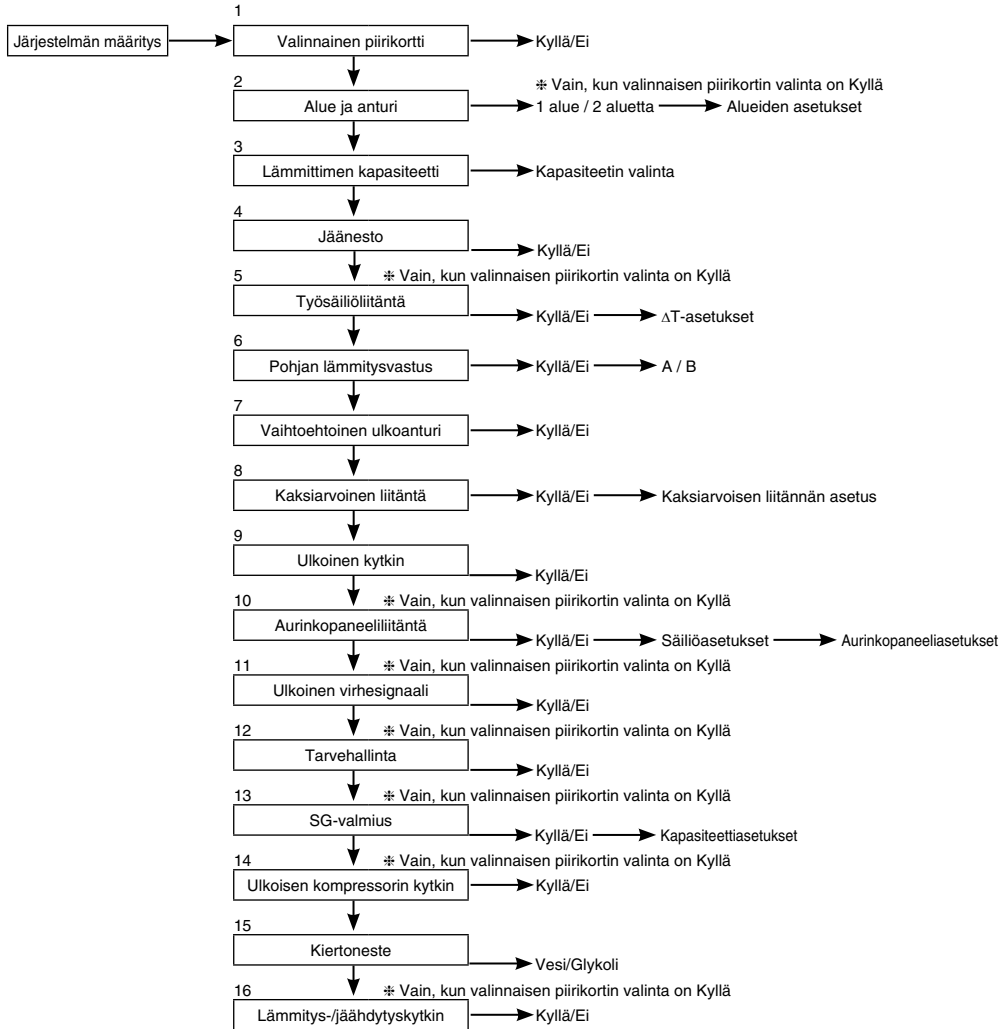 1
Järjestelmän määritys
Valinnainen piirikortti
Kyllä/Ei
2
⁜ Vain, kun valinnaisen piirikortin valinta on Kyllä
Alue ja anturi
1 alue / 2 aluetta
Alueiden asetukset
3
Lämmittimen kapasiteetti
Kapasiteetin valinta
4
Jäänesto
Kyllä/Ei
5
⁜ Vain, kun valinnaisen piirikortin valinta on Kyllä
Työsäiliöliitäntä
Kyllä/Ei
∆T-asetukset
6
Pohjan lämmitysvastus
Kyllä/Ei
A / B
7
Vaihtoehtoinen ulkoanturi
Kyllä/Ei
8
Kaksiarvoinen liitäntä
Kyllä/Ei
Kaksiarvoisen liitännän asetus
9
Ulkoinen kytkin
Kyllä/Ei
10
⁜ Vain, kun valinnaisen piirikortin valinta on Kyllä
Aurinkopaneeliliitäntä
Kyllä/Ei
Säiliöasetukset
Aurinkopaneeliasetukset
11
⁜ Vain, kun valinnaisen piirikortin valinta on Kyllä
Ulkoinen virhesignaali
Kyllä/Ei
12
⁜ Vain, kun valinnaisen piirikortin valinta on Kyllä
Tarvehallinta
Kyllä/Ei
13
⁜ Vain, kun valinnaisen piirikortin valinta on Kyllä
SG-valmius
Kyllä/Ei
Kapasiteettiasetukset
14
⁜ Vain, kun valinnaisen piirikortin valinta on Kyllä
Ulkoisen kompressorin kytkin
Kyllä/Ei
15
Kiertoneste
Vesi/Glykoli
16
⁜ Vain, kun valinnaisen piirikortin valinta on Kyllä
Lämmitys-/jäähdytyskytkin
Kyllä/Ei